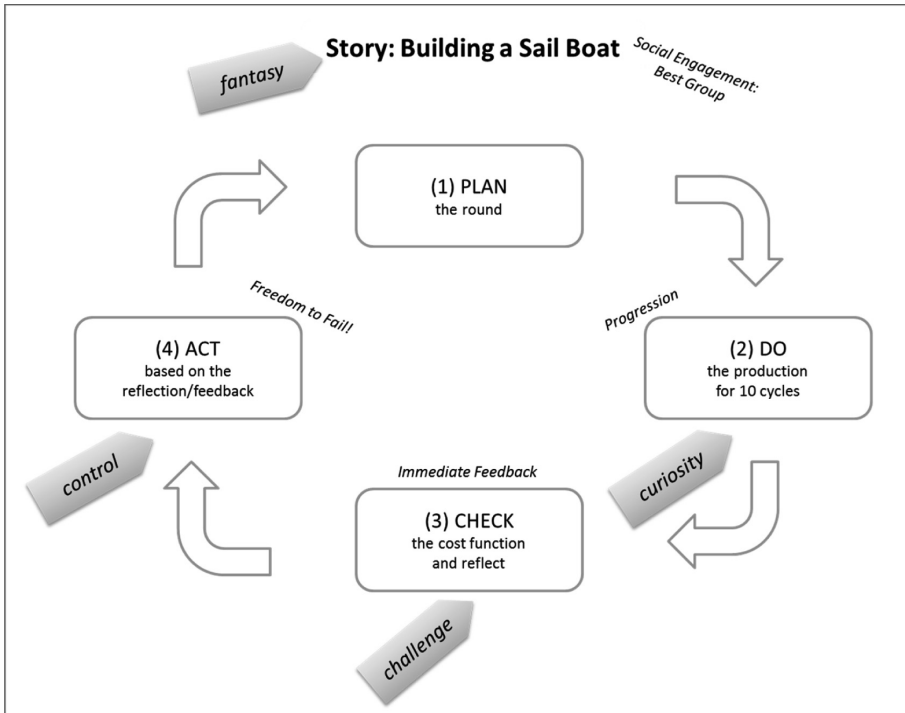 Story: Building a Sail Boat
fantasy
Social Engagement:
Best Group
(1) PLAN
the round
Freedom to Fail!
Progression
(4) ACT
based on the
reflection/feedback
(2) DO
the production
for 10 cycles
control
curiosity
Immediate Feedback
(3) CHECK
the cost function
and reflect
challenge